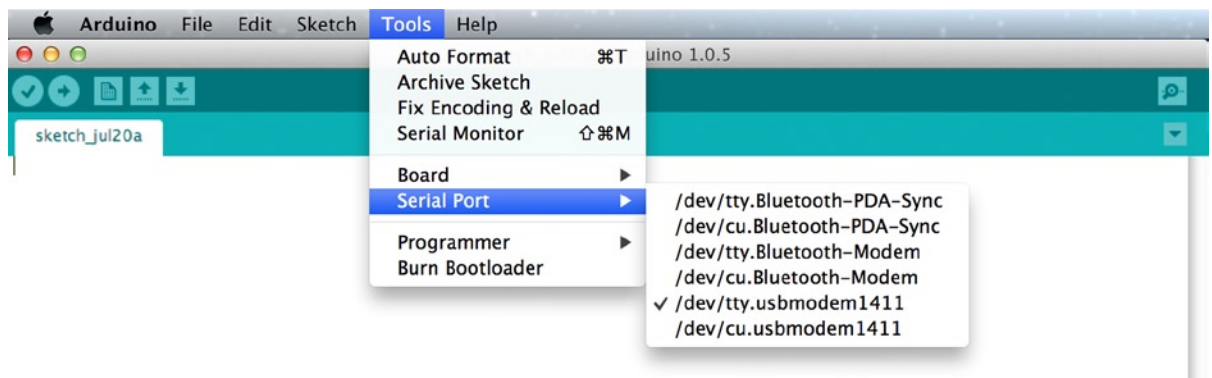 Arduino File Edit Sketch Tools Help
uino 1.0.5
sketch_jul20a
Auto Format ⌘T
Archive Sketch
Fix Encoding & Reload
Serial Monitor ⇧⌘M
Board
Serial Port
Programmer
Burn Bootloader
/dev/tty.Bluetooth-PDA-Sync
/dev/cu.Bluetooth-PDA-Sync
/dev/tty.Bluetooth-Modem
/dev/cu.Bluetooth-Modem
✓ /dev/tty.usbmodem1411
/dev/cu.usbmodem1411